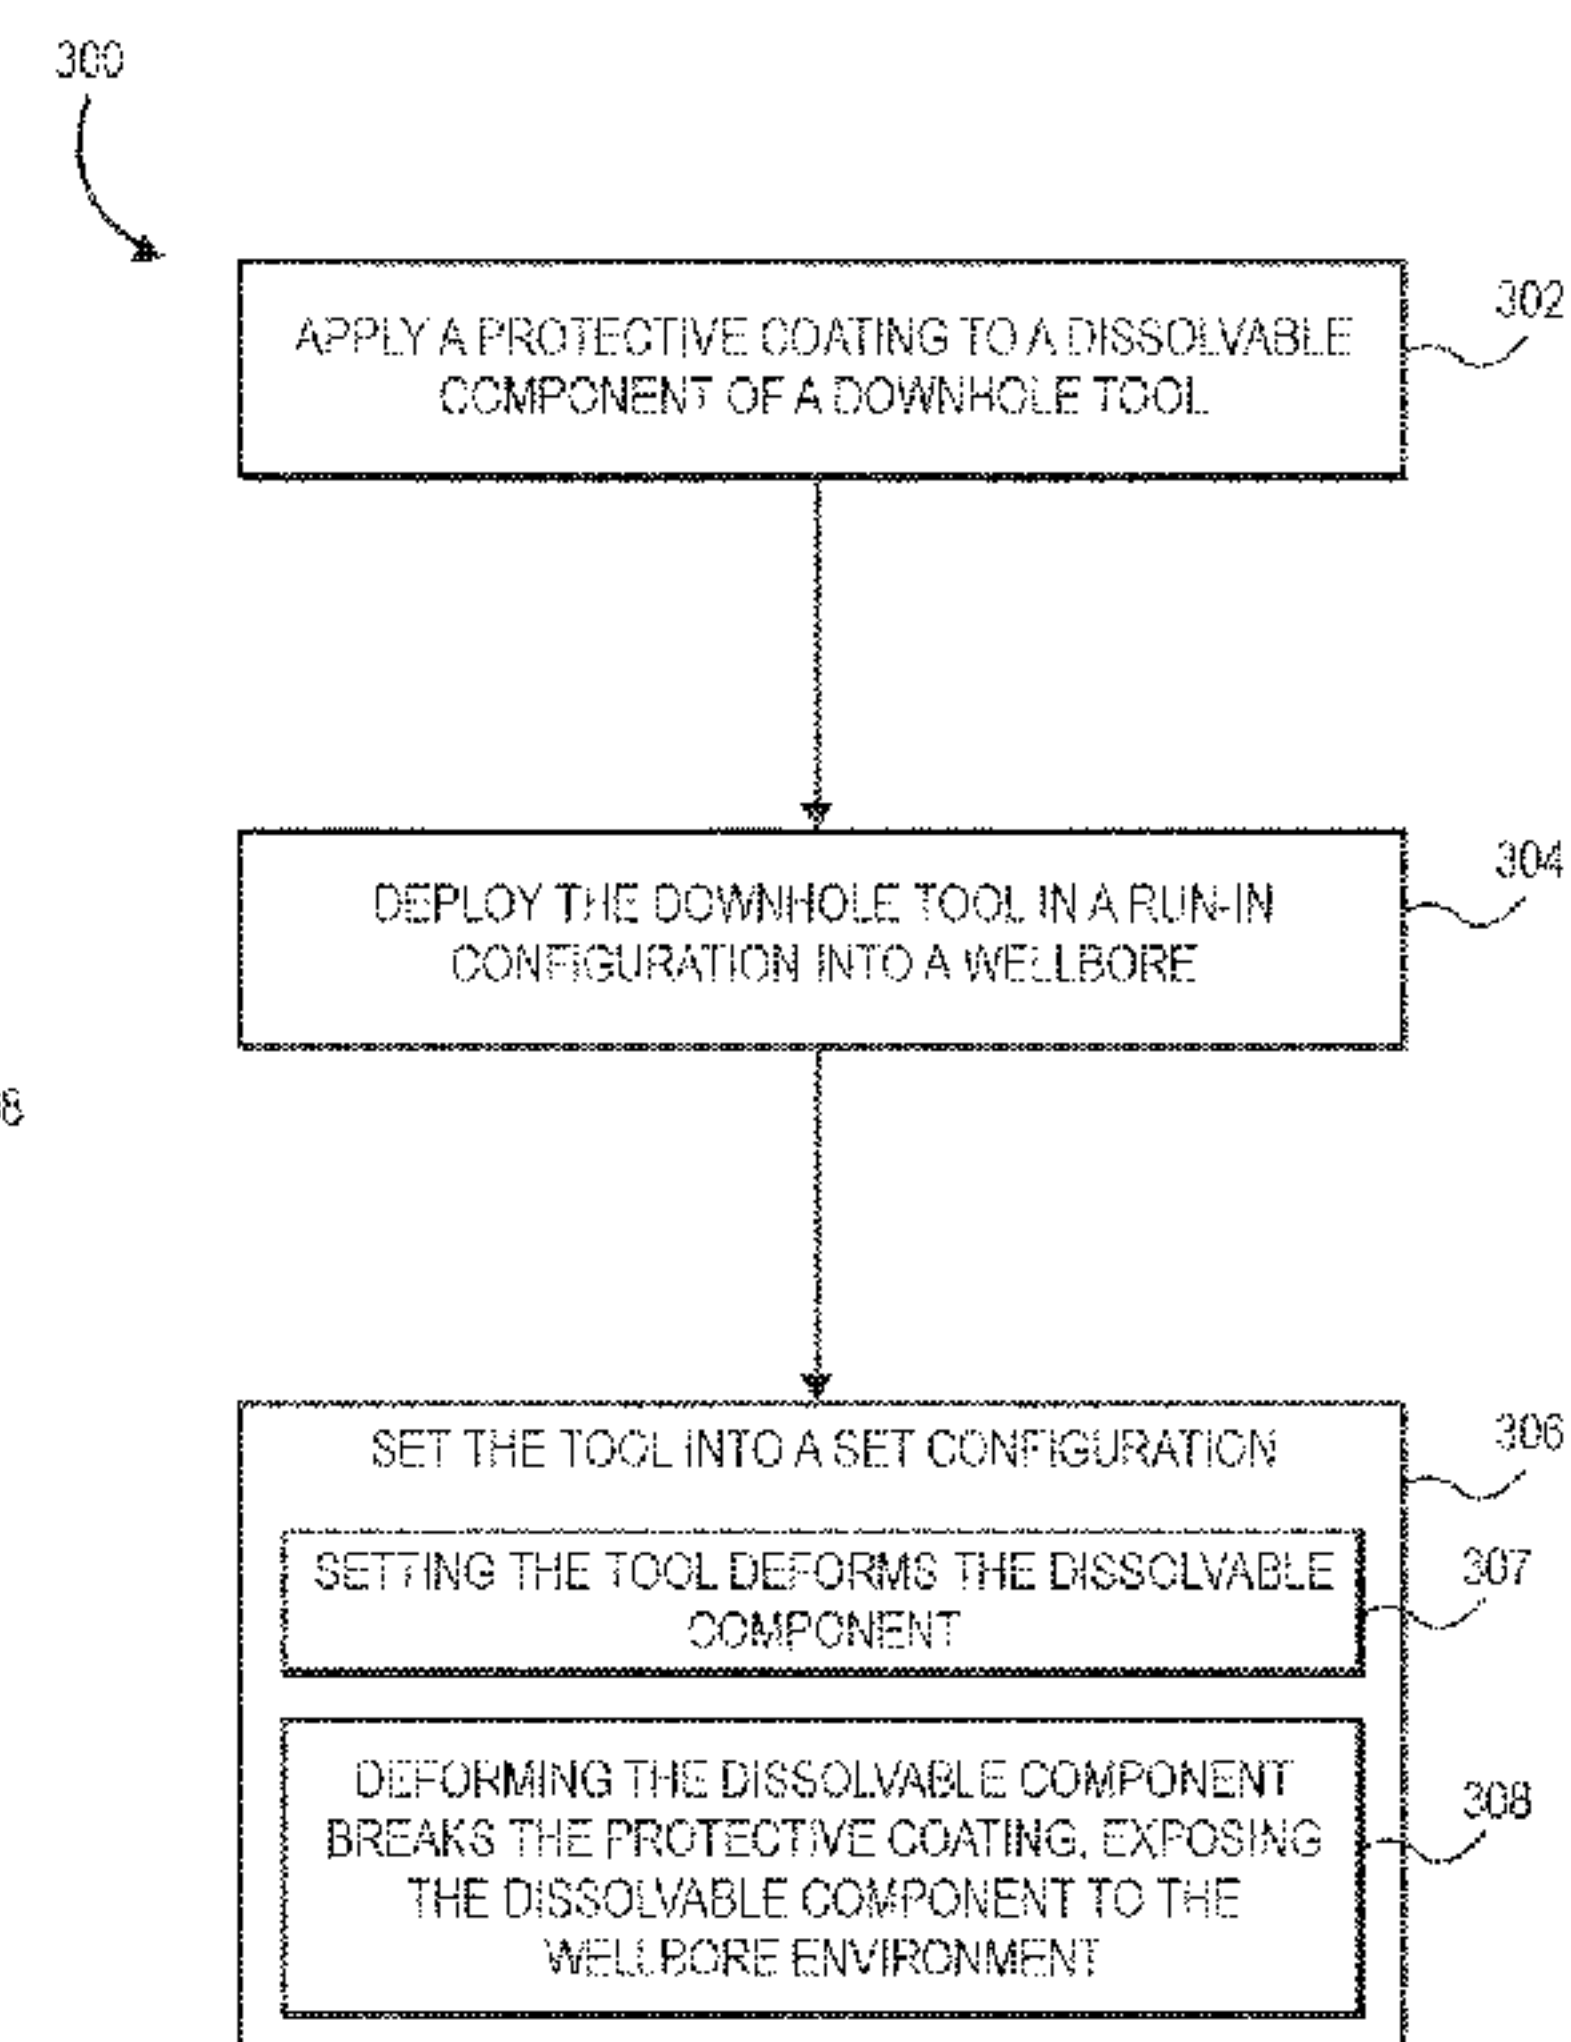 300
APPLY A PROTECTIVE COATING TO A DISSOLVABLE
COMPONENT OF A DOWNHOLE TOOL
302
DEPLOY THE DOWNHOLE TOOL IN A RUN-IN
CONFIGURATION INTO A WELLBORE
304
8
SET THE TOOL INTO A SET CONFIGURATION
306
SETTING THE TOOL DEFORMS THE DISSOLVABLE
COMPONENT
307
DEFORMING THE DISSOLVABLE COMPONENT
BREAKS THE PROTECTIVE COATING, EXPOSING
THE DISSOLVABLE COMPONENT TO THE
WELLBORE ENVIRONMENT
308